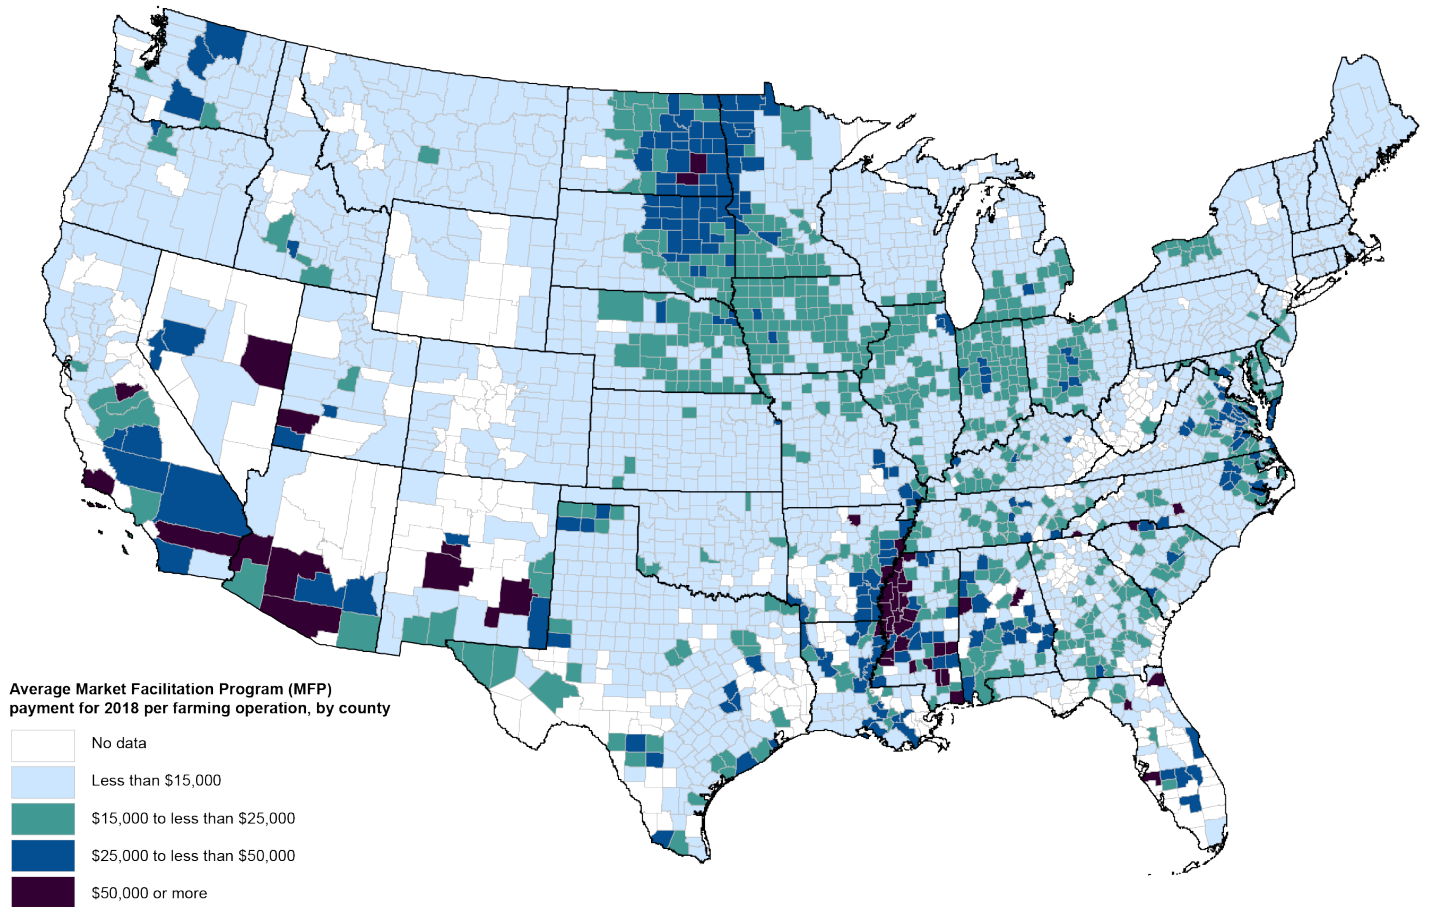 Average Market Facilitation Program (MFP)
payment for 2018 per farming operation, by county
No data
Less than $15,000
$15,000 to less than $25,000
$25,000 to less than $50,000
$50,000 or more